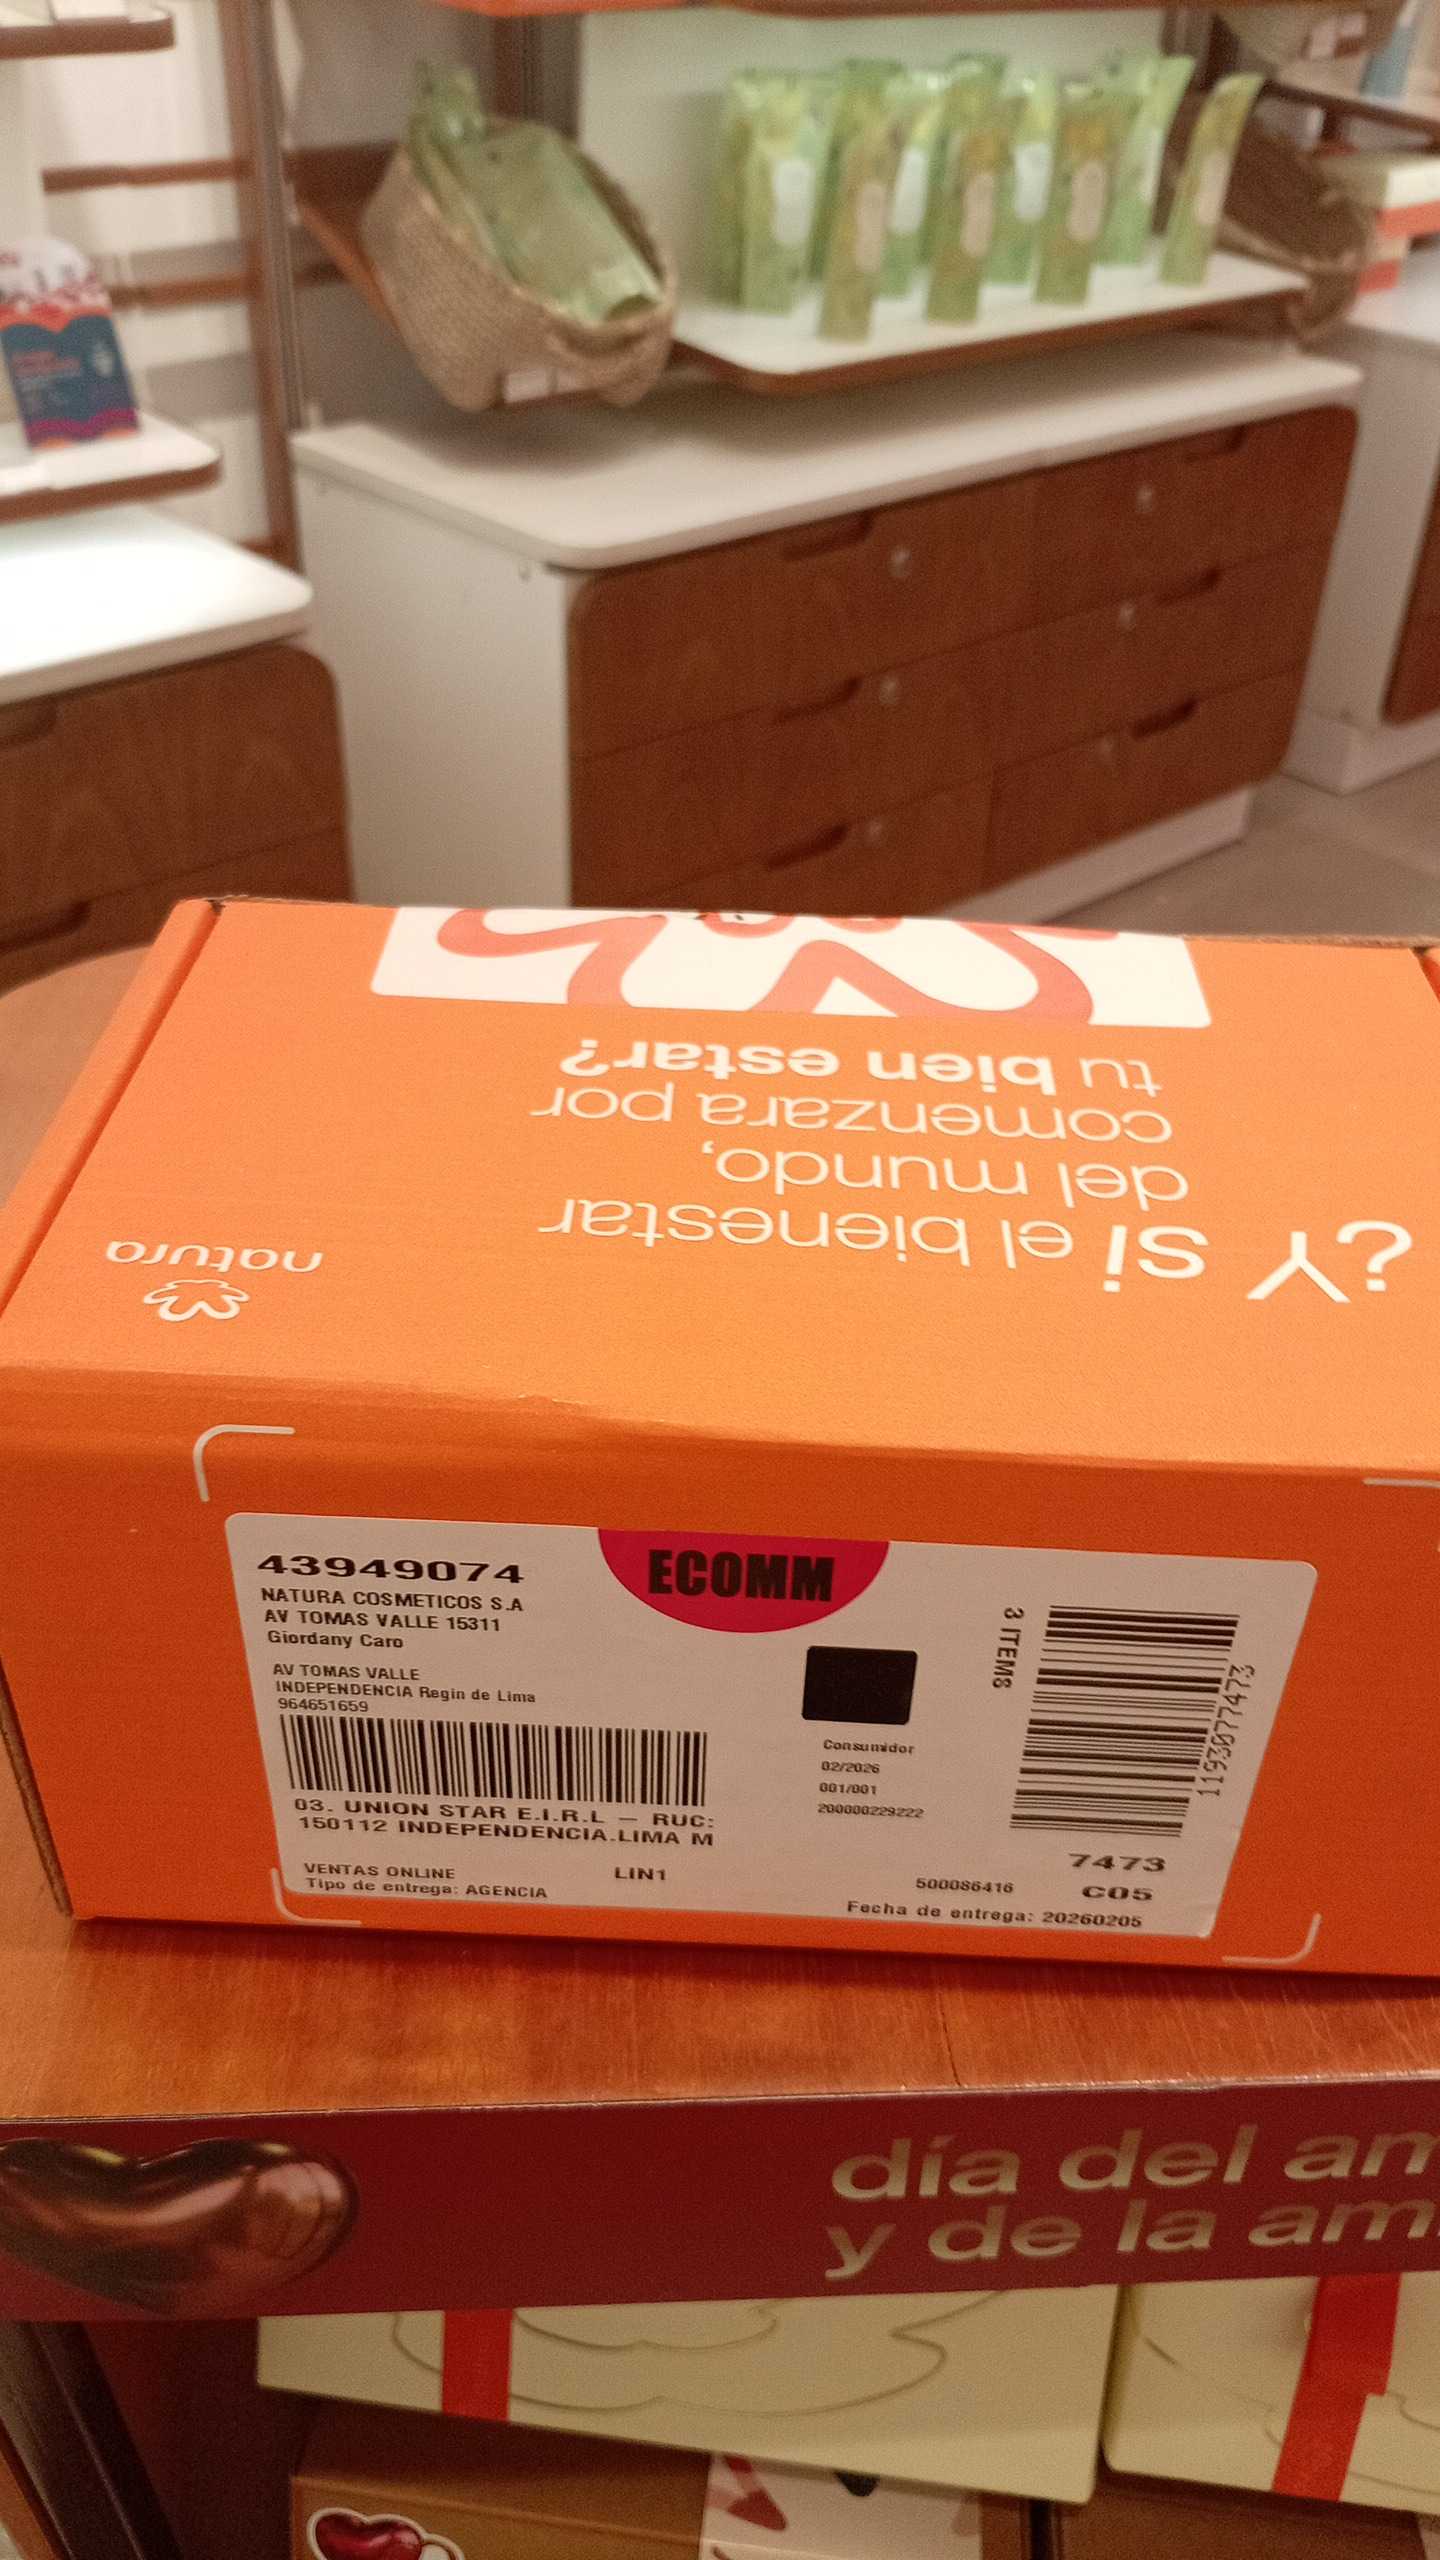 ¿Y si el bienestar
del mundo,
comenzara por
tu bien estar?
natura
43949074
NATURA COSMETICOS S.A
AV TOMAS VALLE 15311
Giordany Caro
AV TOMAS VALLE
INDEPENDENCIA Regin de Lima
964651659
03. UNION STAR E.I.R.L – RUC:
150112 INDEPENDENCIA.LIMA M
VENTAS ONLINE
LIN1
Tipo de entrega: AGENCIA
ECOMM
Consumidor
02/2026
001/001
200000229222
3 ITEMS
1193077473
7473
500086416
C05
Fecha de entrega: 20260205
día del am
y de la ami